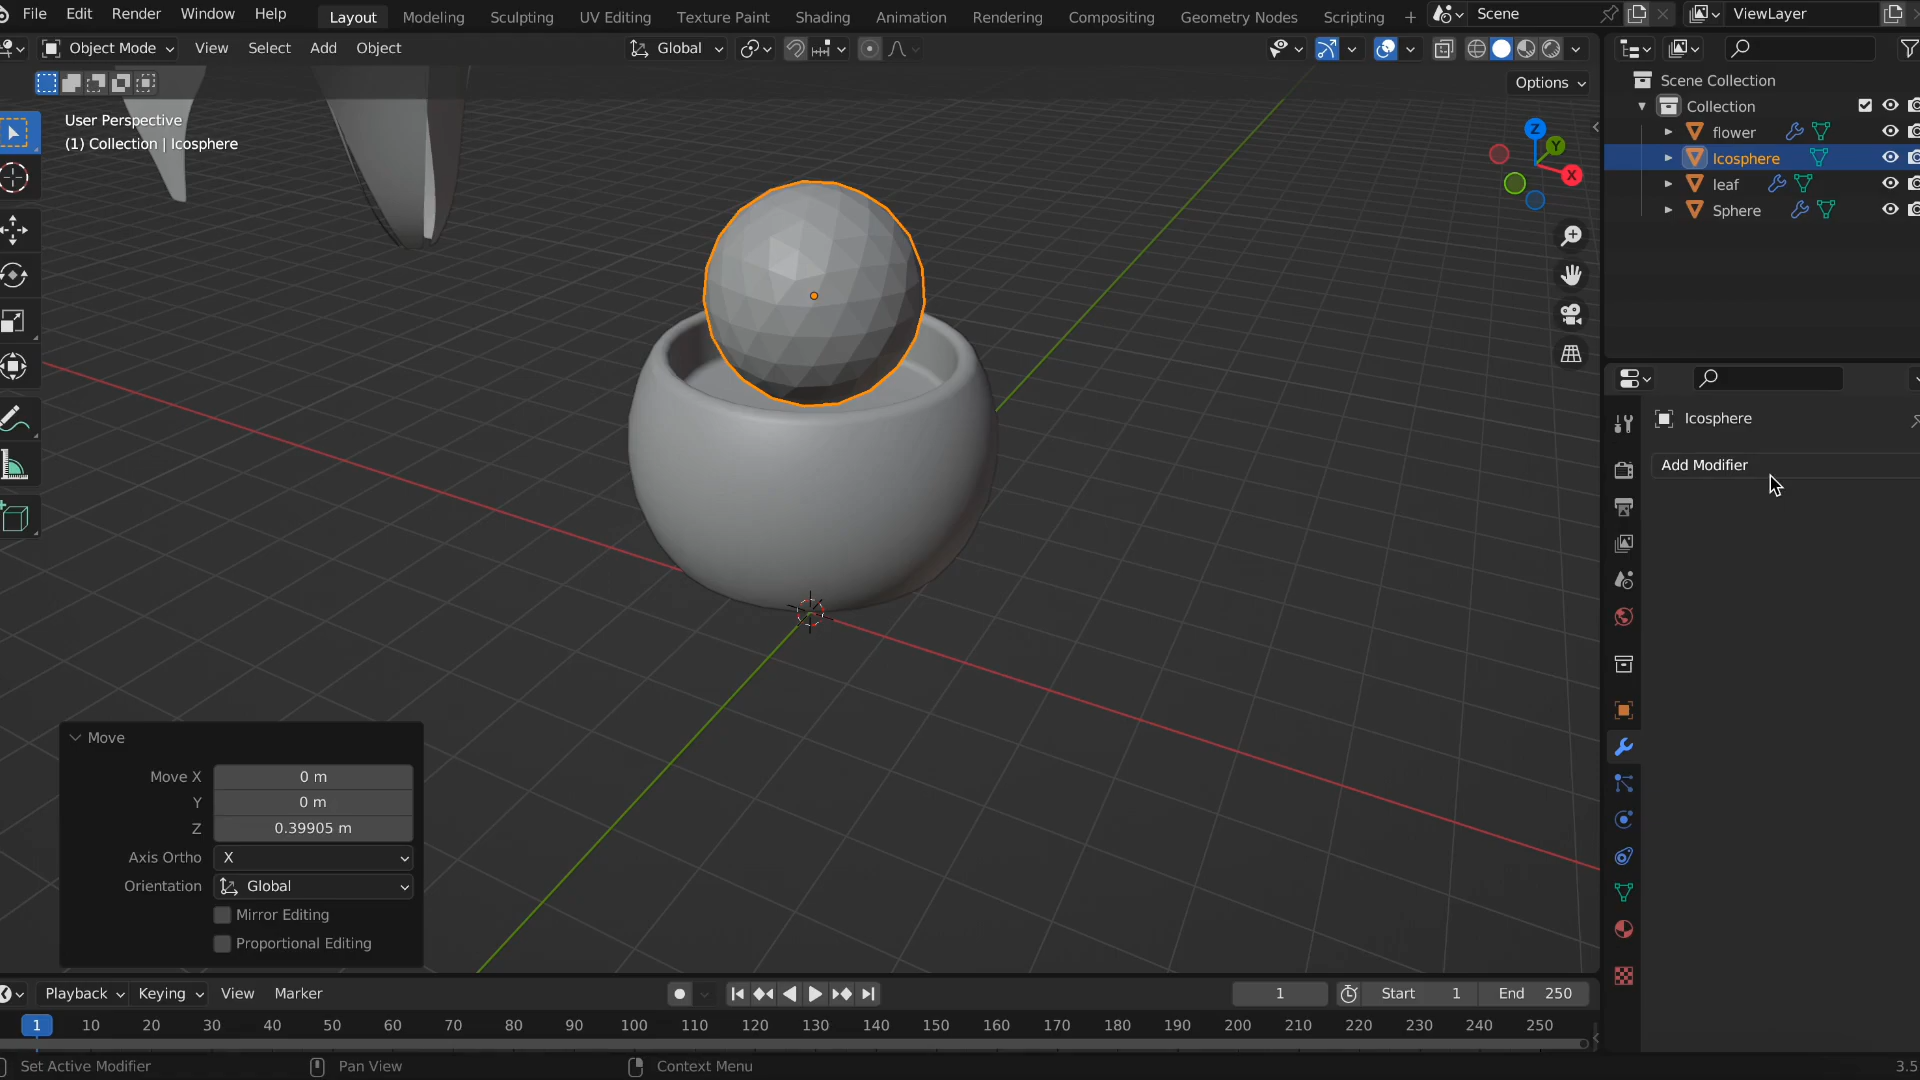 File Edit Render Window Help Layout Modeling Sculpting UV Editing Texture Paint Shading Animation Rendering Compositing Geometry Nodes Scripting + Scene ViewLayer
Object Mode View Select Add Object Global
Options
User Perspective
(1) Collection | Icosphere
Z
Y
X
Scene Collection
Collection
flower
Icosphere
leaf
Sphere
Icosphere
Add Modifier
Move
Move X 0 m
Y 0 m
Z 0.39905 m
Axis Ortho X
Orientation Global
Mirror Editing
Proportional Editing
Playback Keying View Marker 1 Start 1 End 250
1 10 20 30 40 50 60 70 80 90 100 110 120 130 140 150 160 170 180 190 200 210 220 230 240 250
Set Active Modifier Pan View Context Menu 3.5